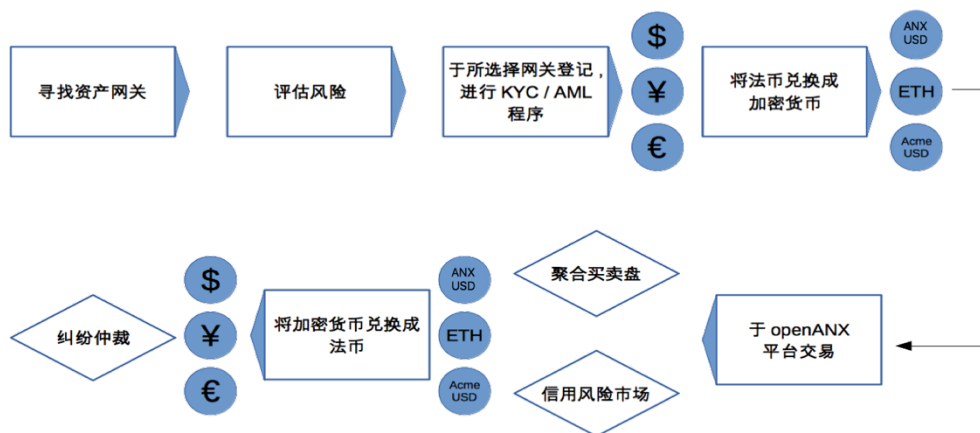 寻找资产网关
评估风险
于所选择网关登记，
进行 KYC / AML
程序
$
¥
€
将法币兑换成
加密货币
ANX
USD
ETH
Acme
USD
于 openANX
平台交易
聚合买卖盘
信用风险市场
ANX
USD
ETH
Acme
USD
将加密货币兑换成
法币
$
¥
€
纠纷仲裁